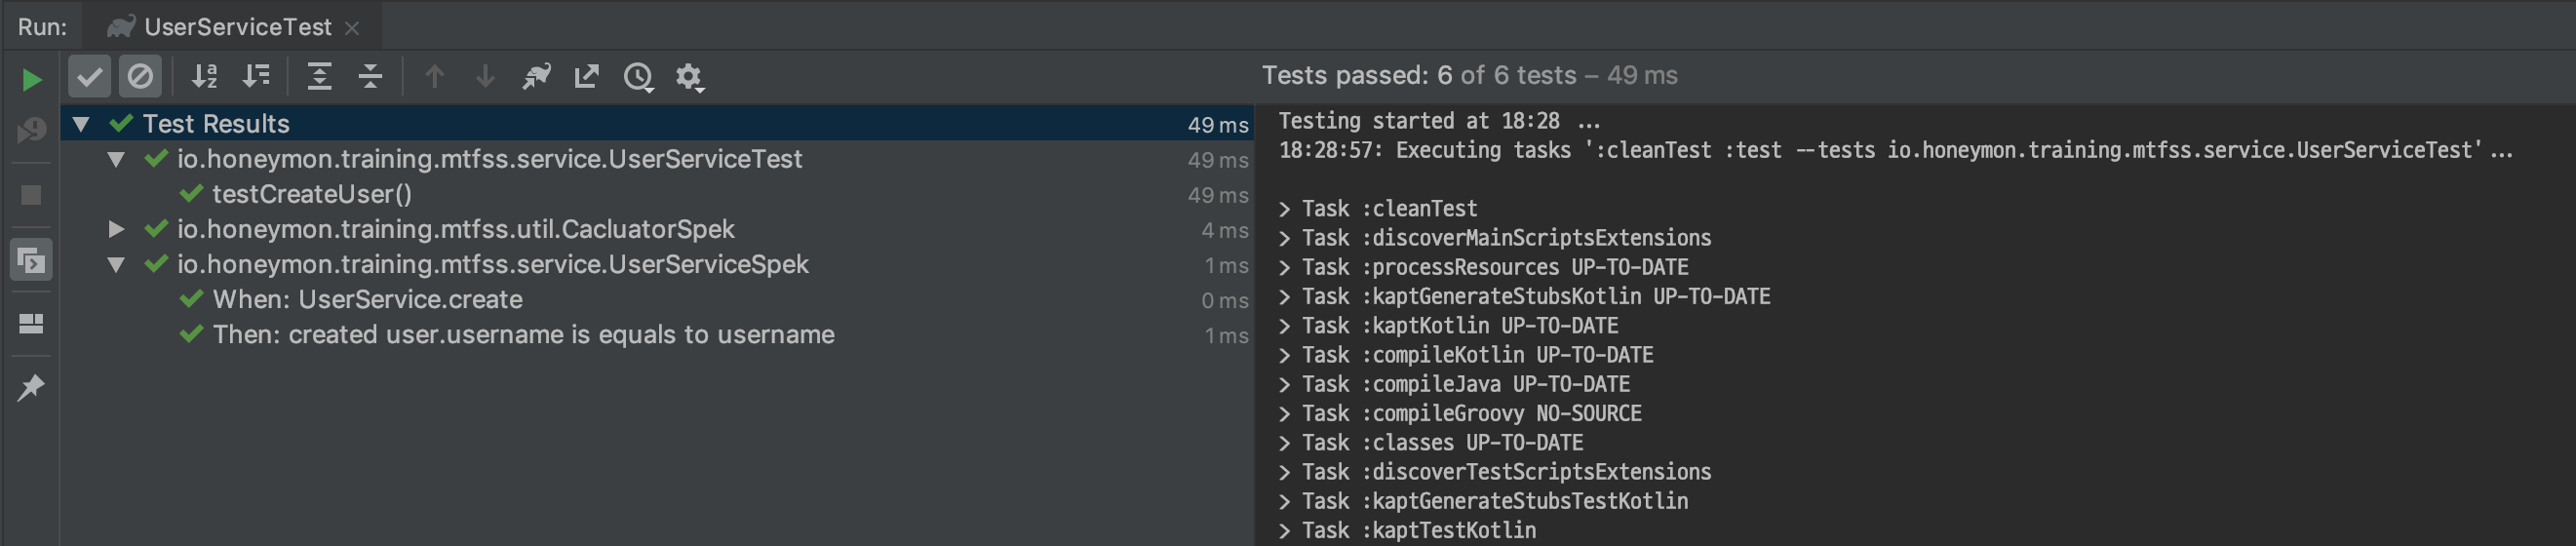 Run: UserServiceTest
Tests passed: 6 of 6 tests – 49 ms
Test Results 49 ms
io.honeymon.training.mtfss.service.UserServiceTest 49 ms
testCreateUser() 49 ms
io.honeymon.training.mtfss.util.CacluatorSpek 4 ms
io.honeymon.training.mtfss.service.UserServiceSpek 1 ms
When: UserService.create 0 ms
Then: created user.username is equals to username 1 ms
Testing started at 18:28 ...
18:28:57: Executing tasks ':cleanTest :test --tests io.honeymon.training.mtfss.service.UserServiceTest'...
> Task :cleanTest
> Task :discoverMainScriptsExtensions
> Task :processResources UP-TO-DATE
> Task :kaptGenerateStubsKotlin UP-TO-DATE
> Task :kaptKotlin UP-TO-DATE
> Task :compileKotlin UP-TO-DATE
> Task :compileJava UP-TO-DATE
> Task :compileGroovy NO-SOURCE
> Task :classes UP-TO-DATE
> Task :discoverTestScriptsExtensions
> Task :kaptGenerateStubsTestKotlin
> Task :kaptTestKotlin